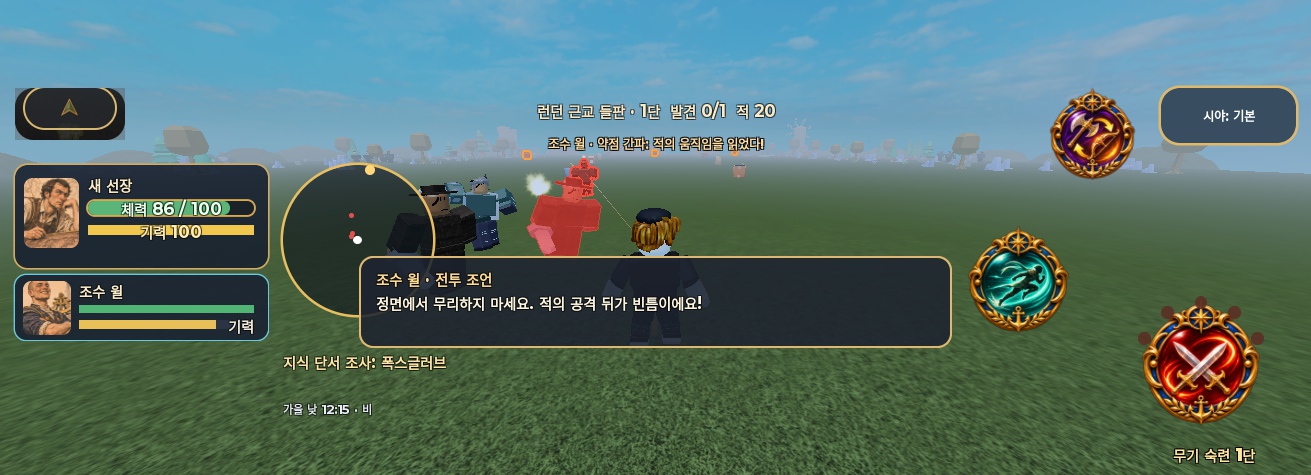 런던 근교 들판 · 1단 발견 0/1 적 20
조수 윌 · 약점 간파: 적의 움직임을 읽었다!
시야: 기본
새 선장
체력 86 / 100
기력 100
조수 윌
기력
조수 윌 · 전투 조언
정면에서 무리하지 마세요. 적의 공격 뒤가 빈틈이에요!
지식 단서 조사: 폭스글러브
가을 낮 12:15 · 비
무기 숙련 1단